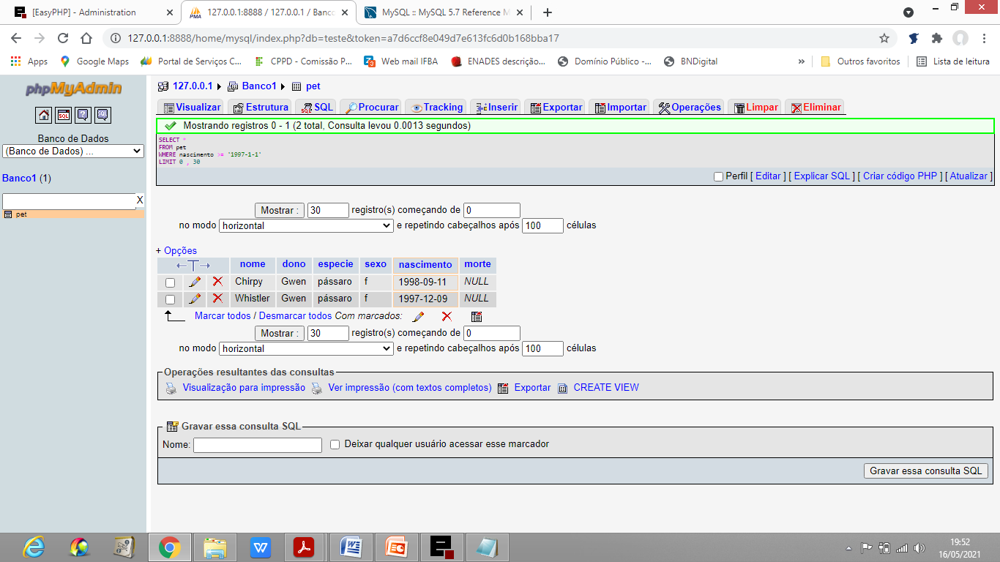 [EasyPHP] - Administration
127.0.0.1:8888 / 127.0.0.1 / Banco
MySQL :: MySQL 5.7 Reference M
127.0.0.1:8888/home/mysql/index.php?db=teste&token=a7d6ccf8e049d7e613fc6d0b168bba17
Apps
Google Maps
Portal de Serviços C...
CPPD - Comissão P...
Web mail IFBA
ENADES descrição...
Domínio Público -...
BNDigital
»
Outros favoritos
Lista de leitura
phpMyAdmin
SQL
Banco de Dados
(Banco de Dados) ...
Banco1 (1)
X
pet
127.0.0.1 Banco1 pet
Visualizar Estrutura SQL Procurar Tracking Inserir Exportar Importar Operações Limpar Eliminar
Mostrando registros 0 - 1 (2 total, Consulta levou 0.0013 segundos)
SELECT *
FROM pet
WHERE nascimento >= '1997-1-1'
LIMIT 0 , 30
Perfil [ Editar ] [ Explicar SQL ] [ Criar código PHP ] [ Atualizar ]
Mostrar : 30 registro(s) começando de 0
no modo horizontal e repetindo cabeçalhos após 100 células
+ Opções
←T→ nome dono especie sexo nascimento morte
Chirpy Gwen pássaro f 1998-09-11 NULL
Whistler Gwen pássaro f 1997-12-09 NULL
Marcar todos / Desmarcar todos Com marcados:
Mostrar : 30 registro(s) começando de 0
no modo horizontal e repetindo cabeçalhos após 100 células
Operações resultantes das consultas
Visualização para impressão Ver impressão (com textos completos) Exportar CREATE VIEW
Gravar essa consulta SQL
Nome: Deixar qualquer usuário acessar esse marcador
Gravar essa consulta SQL
19:52
16/05/2021